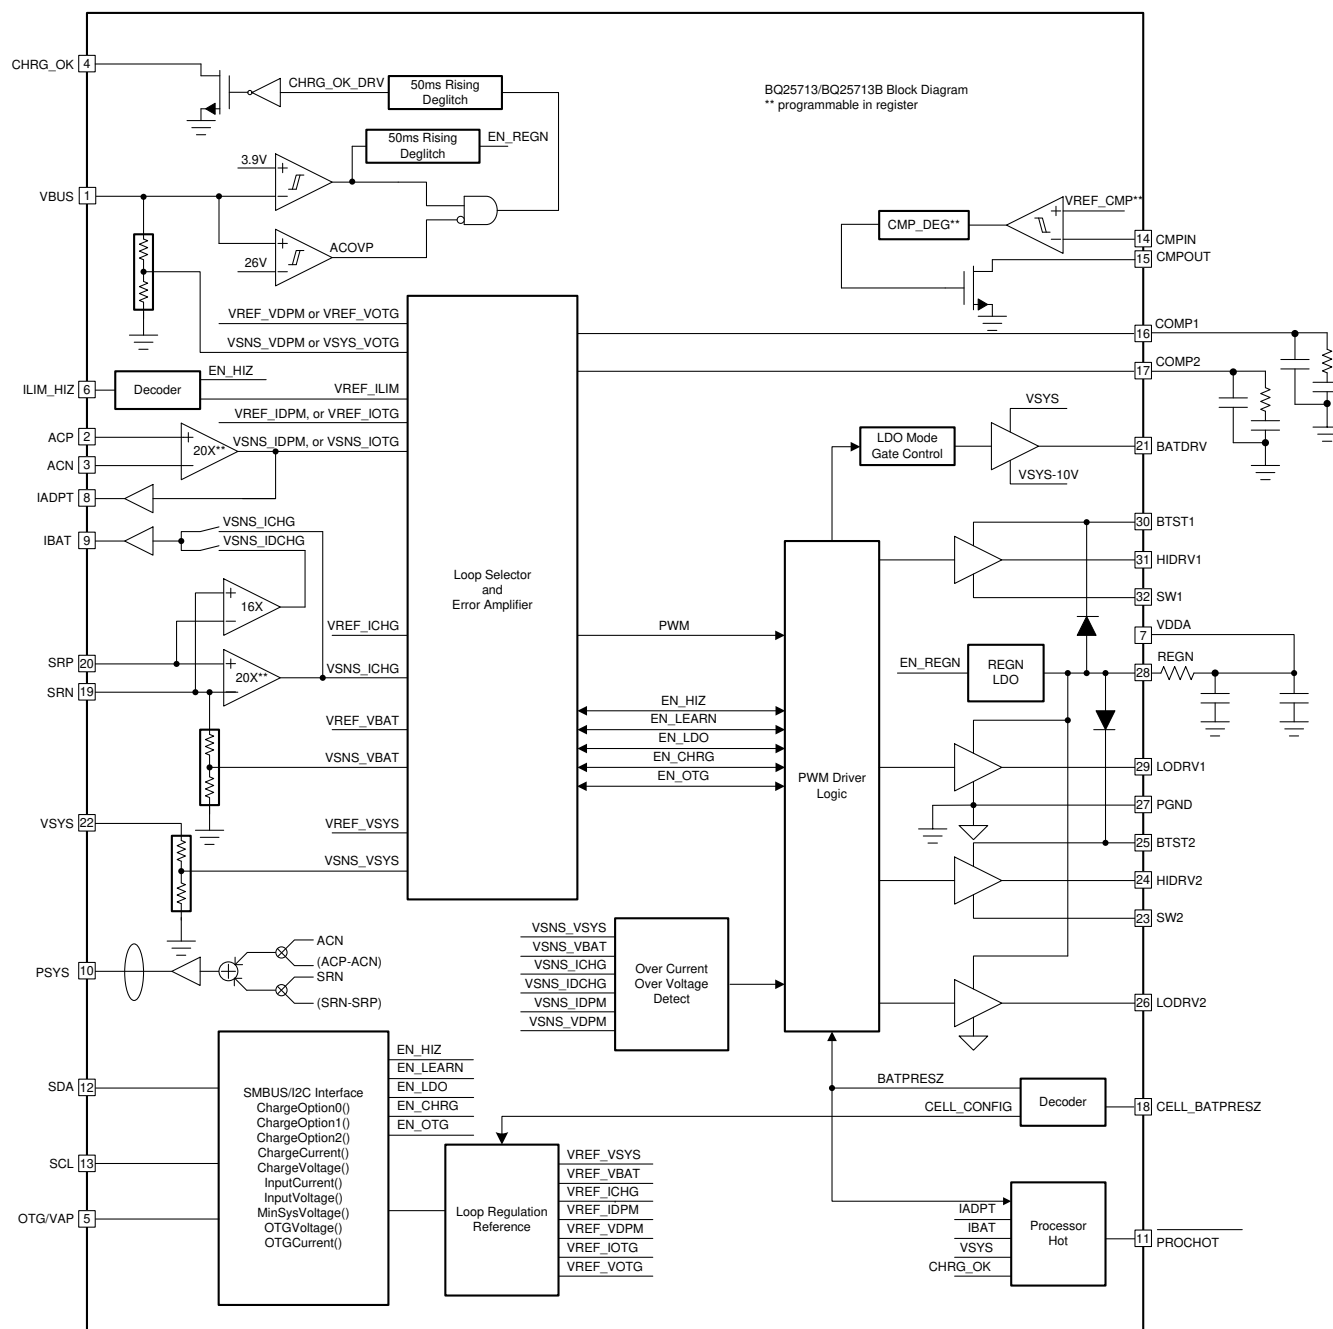 BQ25713/BQ25713B Block Diagram
** programmable in register
CHRG_OK
4
CHRG_OK_DRV
50ms Rising
Deglitch
50ms Rising
Deglitch
EN_REGN
3.9V
+
−
VBUS
1
+
−
26V
ACOVP
VREF_CMP**
+
−
CMP_DEG**
14
CMPIN
15
CMPOUT
VREF_VDPM or VREF_VOTG
VSNS_VDPM or VSYS_VOTG
16
COMP1
17
COMP2
ILIM_HIZ
6
Decoder
EN_HIZ
VREF_ILIM
VREF_IDPM, or VREF_IOTG
ACP
2
+
−
20X**
VSNS_IDPM, or VSNS_IOTG
ACN
3
IADPT
8
IBAT
9
VSNS_ICHG
VSNS_IDCHG
Loop Selector
and
Error Amplifier
+
−
16X
VREF_ICHG
SRP
20
+
−
20X**
VSNS_ICHG
SRN
19
VREF_VBAT
VSNS_VBAT
VSYS
22
VREF_VSYS
VSNS_VSYS
PWM
EN_HIZ
EN_LEARN
EN_LDO
EN_CHRG
EN_OTG
PWM Driver
Logic
LDO Mode
Gate Control
VSYS
VSYS-10V
21
BATDRV
30
BTST1
31
HIDRV1
32
SW1
7
VDDA
EN_REGN
REGN
LDO
28
REGN
29
LODRV1
27
PGND
25
BTST2
24
HIDRV2
23
SW2
26
LODRV2
PSYS
10
ACN
(ACP-ACN)
SRN
(SRN-SRP)
VSNS_VSYS
VSNS_VBAT
VSNS_ICHG
VSNS_IDCHG
VSNS_IDPM
VSNS_VDPM
Over Current
Over Voltage
Detect
SDA
12
SCL
13
OTG/VAP
5
SMBUS/I2C Interface
ChargeOption0()
ChargeOption1()
ChargeOption2()
ChargeCurrent()
ChargeVoltage()
InputCurrent()
InputVoltage()
MinSysVoltage()
OTGVoltage()
OTGCurrent()
EN_HIZ
EN_LEARN
EN_LDO
EN_CHRG
EN_OTG
Loop Regulation
Reference
VREF_VSYS
VREF_VBAT
VREF_ICHG
VREF_IDPM
VREF_VDPM
VREF_IOTG
VREF_VOTG
BATPRESZ
CELL_CONFIG
Decoder
18
CELL_BATPRESZ
IADPT
IBAT
VSYS
CHRG_OK
Processor
Hot
11
PROCHOT